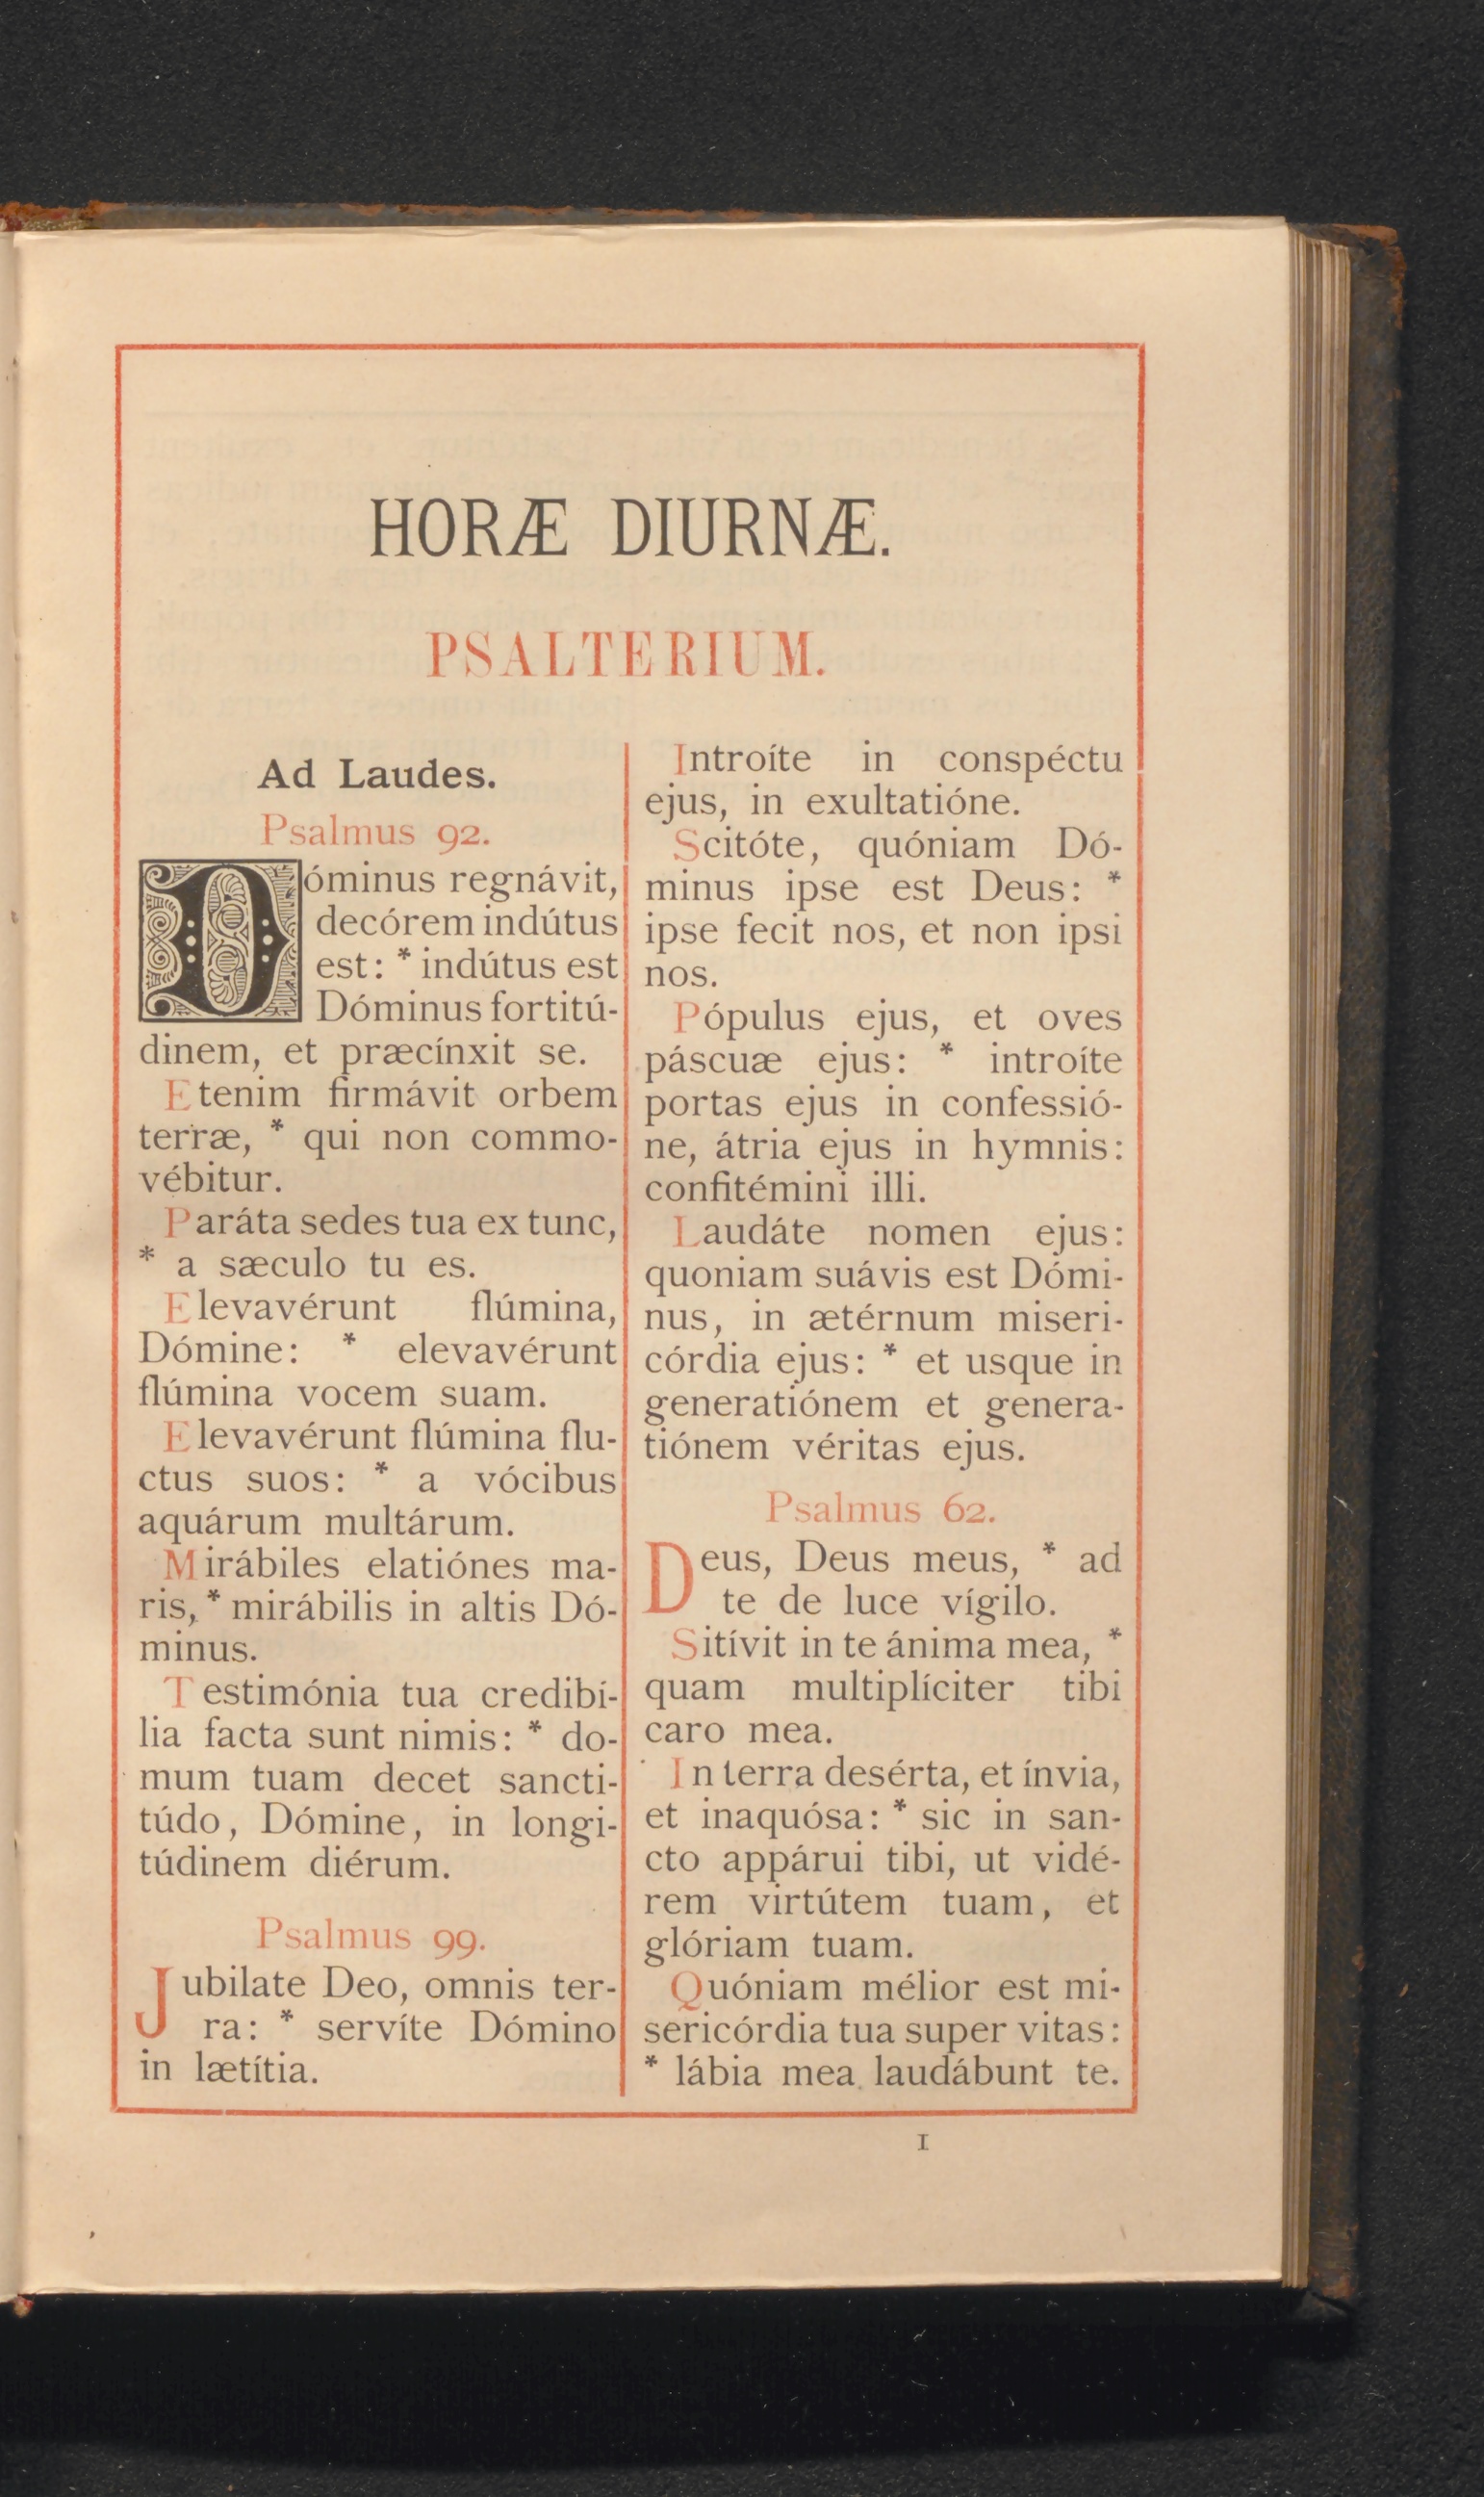 HORÆ DIURNÆ.
PSALTERIUM.
Ad Laudes.
Psalmus 92.
Dóminus regnávit,
decórem indútus
est: * indútus est
Dóminus fortitú-
dinem, et præcínxit se.
Etenim firmávit orbem
terræ, * qui non commo-
vébitur.
Paráta sedes tua ex tunc,
* a sæculo tu es.
Elevavérunt flúmina,
Dómine: * elevavérunt
flúmina vocem suam.
Elevavérunt flúmina flu-
ctus suos: * a vócibus
aquárum multárum.
Mirábiles elatiónes ma-
ris, * mirábilis in altis Dó-
minus.
Testimónia tua credibí-
lia facta sunt nimis: * do-
mum tuam decet sancti-
túdo, Dómine, in longi-
túdinem diérum.
Psalmus 99.
Jubilate Deo, omnis ter-
ra: * servíte Dómino
in lætítia.
Introíte in conspéctu
ejus, in exultatióne.
Scitóte, quóniam Dó-
minus ipse est Deus: *
ipse fecit nos, et non ipsi
nos.
Pópulus ejus, et oves
páscuæ ejus: * introíte
portas ejus in confessió-
ne, átria ejus in hymnis:
confitémini illi.
Laudáte nomen ejus:
quoniam suávis est Dómi-
nus, in ætérnum miseri-
córdia ejus: * et usque in
generatiónem et genera-
tiónem véritas ejus.
Psalmus 62.
Deus, Deus meus, * ad
te de luce vígilo.
Sitívit in te ánima mea, *
quam multiplíciter tibi
caro mea.
In terra desérta, et ínvia,
et inaquósa: * sic in san-
cto appárui tibi, ut vidé-
rem virtútem tuam, et
glóriam tuam.
Quóniam mélior est mi-
sericórdia tua super vitas:
* lábia mea laudábunt te.
1